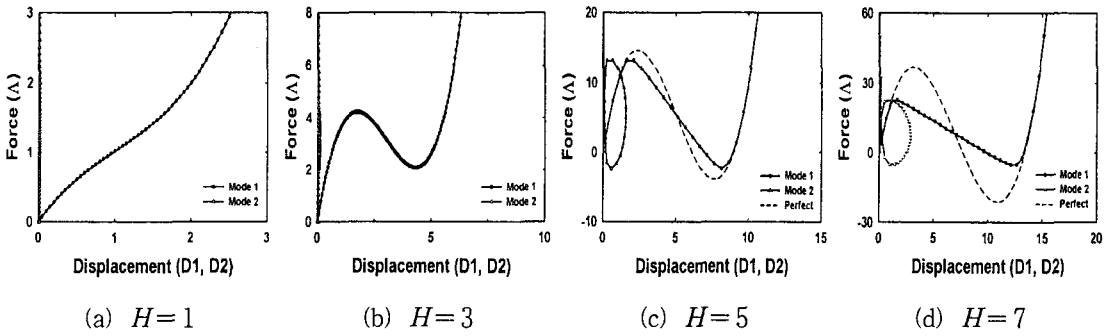 Force (Λ)
3
2
1
0
0
1
2
3
Mode 1
Mode 2
Displacement (D1, D2)
(a) H=1
Force (Λ)
8
6
4
2
0
0
5
10
Mode 1
Mode 2
Displacement (D1, D2)
(b) H=3
Force (Λ)
20
10
0
-10
0
5
10
15
Mode 1
Mode 2
Perfect
Displacement (D1, D2)
(c) H=5
Force (Λ)
60
30
0
-30
0
5
10
15
20
Mode 1
Mode 2
Perfect
Displacement (D1, D2)
(d) H=7